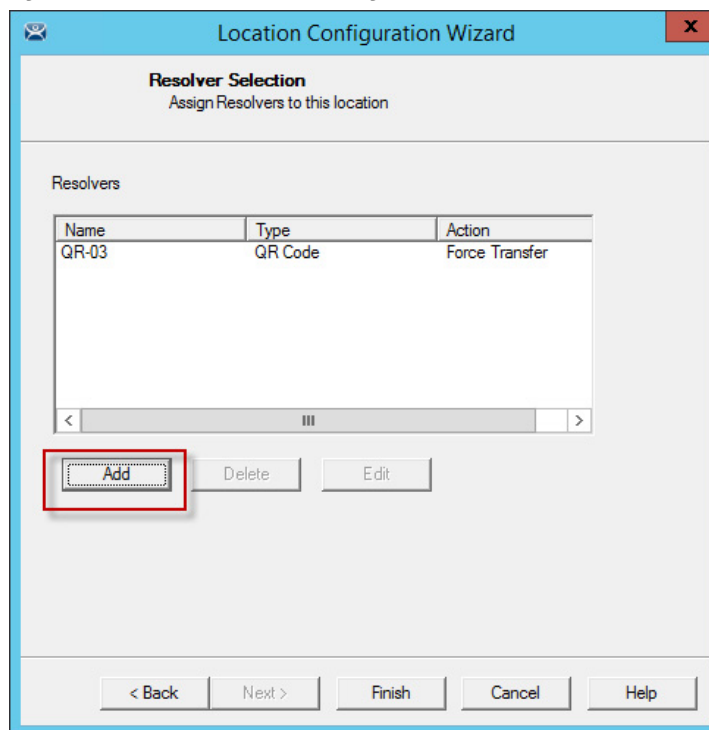 Location Configuration Wizard
x
Resolver Selection
Assign Resolvers to this location
Resolvers
Name Type Action
QR-03 QR Code Force Transfer
< III >
Add Delete Edit
< Back Next > Finish Cancel Help